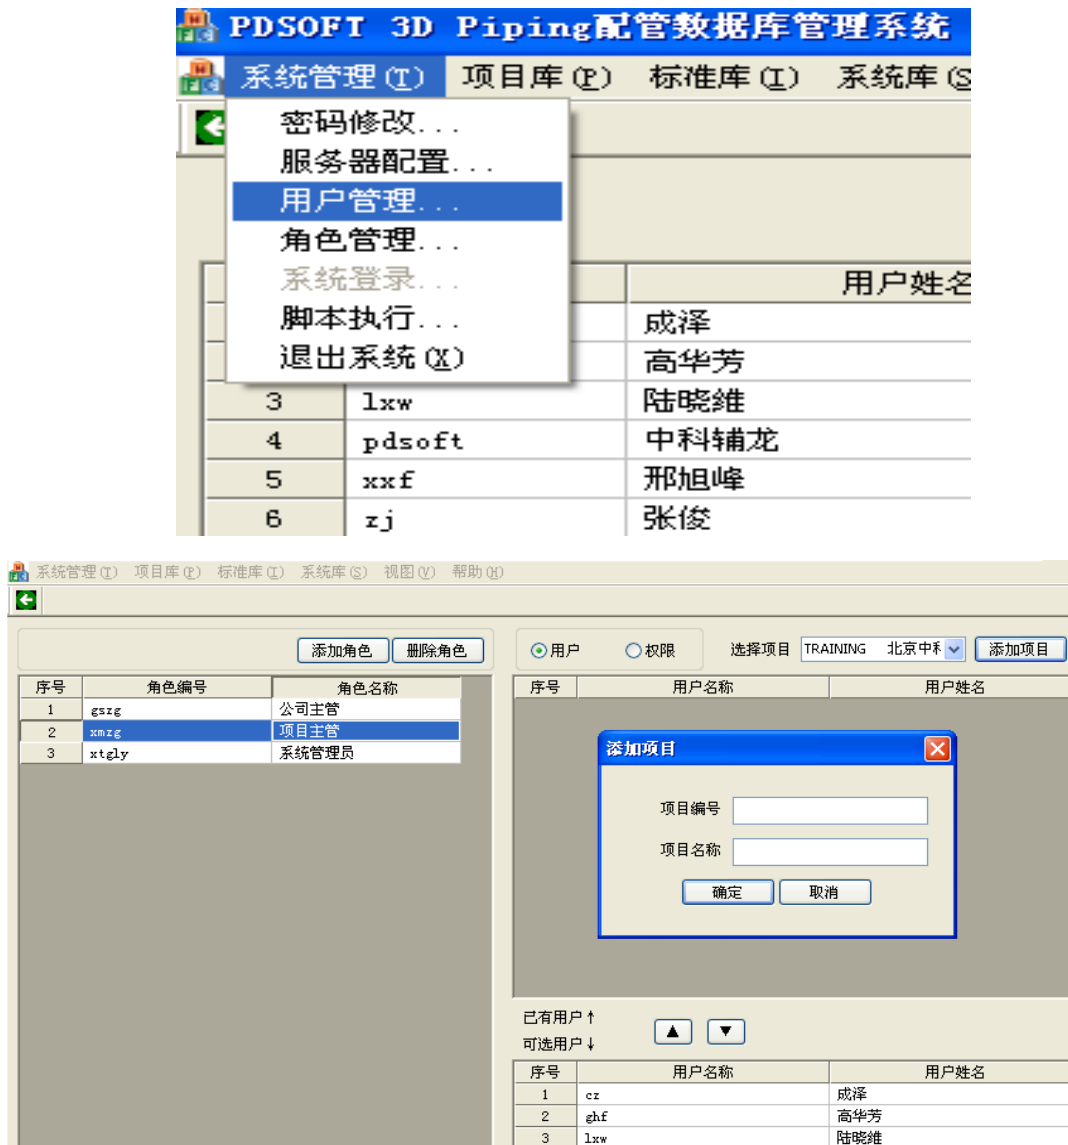 PDSOFT 3D Piping配管数据库管理系统
系统管理(T) 项目库(P) 标准库(I) 系统库(S
密码修改...
服务器配置...
用户管理...
角色管理...
系统登录...
脚本执行...
退出系统(X)
用户姓名
成泽
高华芳
3 lxw 陆晓维
4 pdsoft 中科辅龙
5 xxf 邢旭峰
6 zj 张俊
系统管理(T) 项目库(P) 标准库(I) 系统库(S) 视图(V) 帮助(H)
添加角色 删除角色 用户 权限 选择项目 TRAINING 北京中科 添加项目
序号 角色编号 角色名称 序号 用户名称 用户姓名
1 gszg 公司主管
2 xmzg 项目主管
3 xtgly 系统管理员
添加项目
项目编号
项目名称
确定 取消
已有用户↑
可选用户↓
序号 用户名称 用户姓名
1 cz 成泽
2 ghf 高华芳
3 lxw 陆晓维